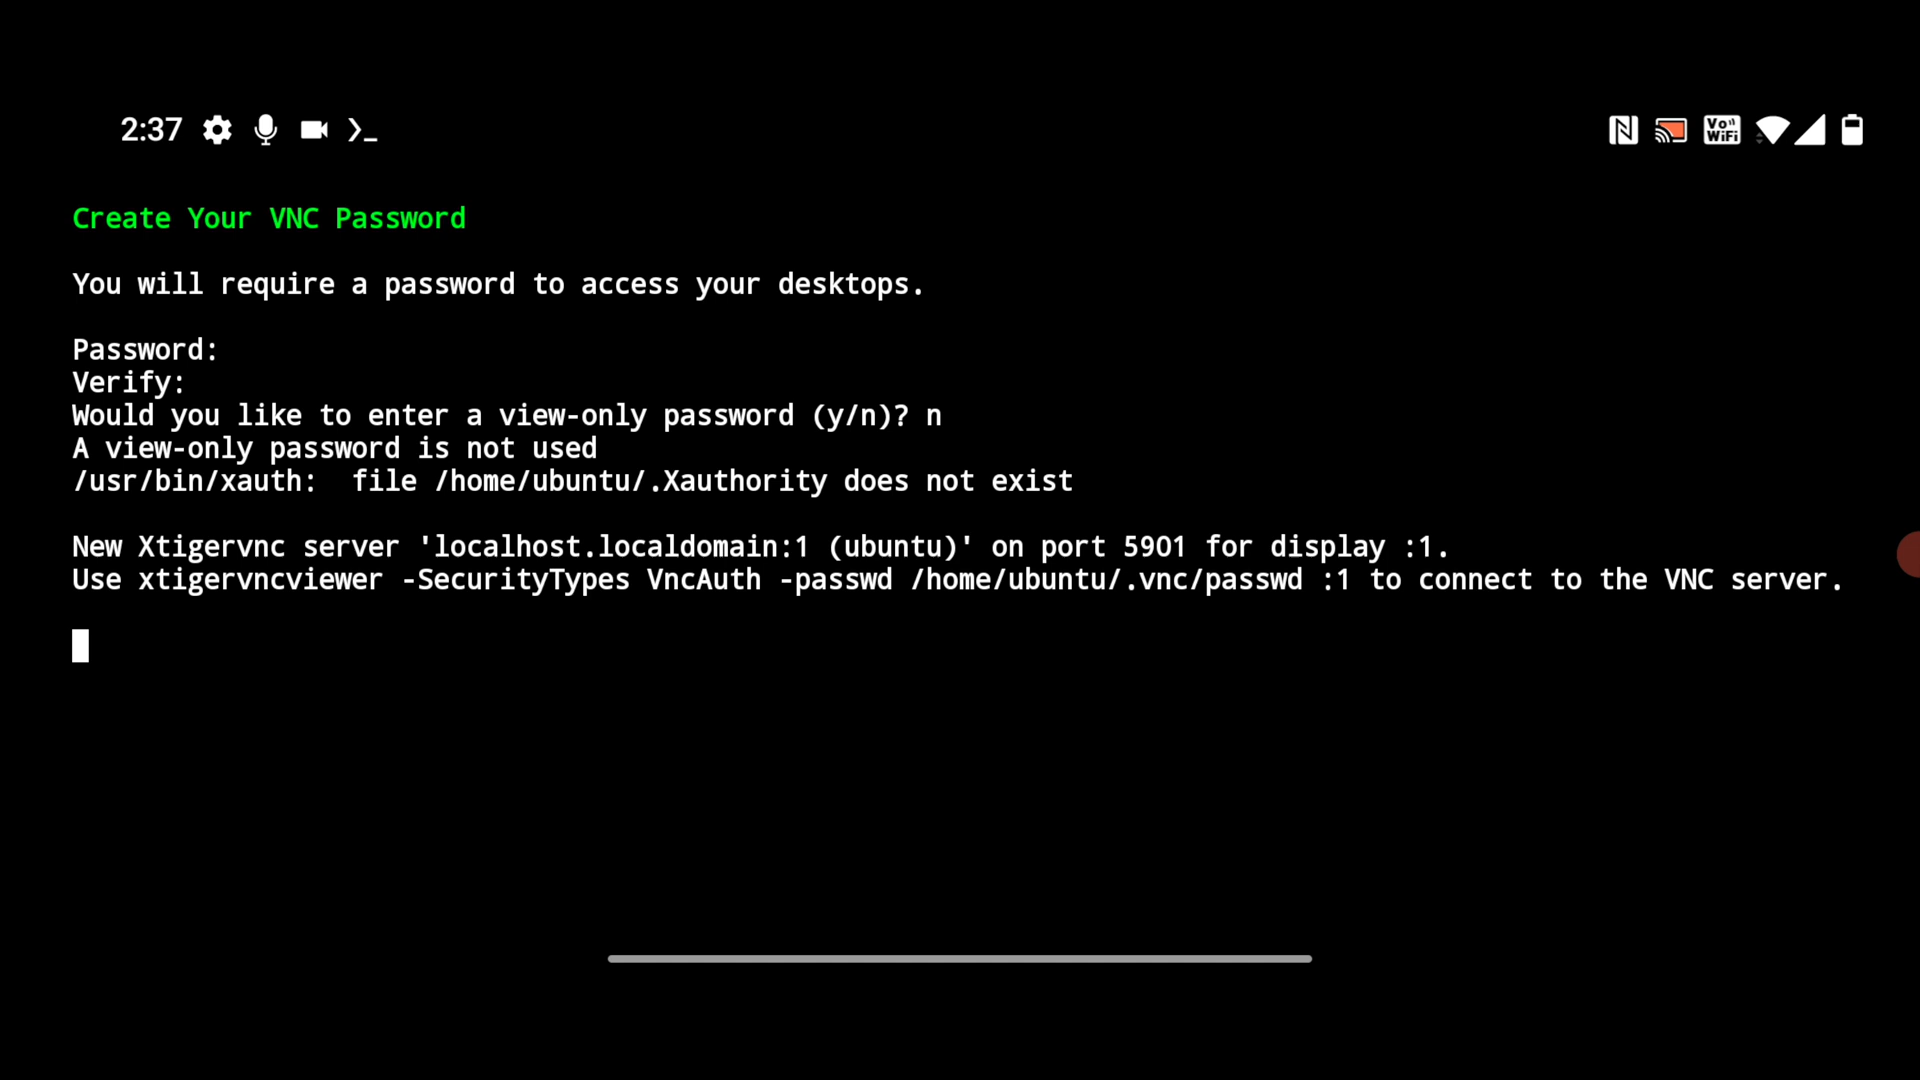 2:37
Vo WiFi
Create Your VNC Password
You will require a password to access your desktops.
Password:
Verify:
Would you like to enter a view-only password (y/n)? n
A view-only password is not used
/usr/bin/xauth:  file /home/ubuntu/.Xauthority does not exist
New Xtigervnc server 'localhost.localdomain:1 (ubuntu)' on port 5901 for display :1.
Use xtigervncviewer -SecurityTypes VncAuth -passwd /home/ubuntu/.vnc/passwd :1 to connect to the VNC server.